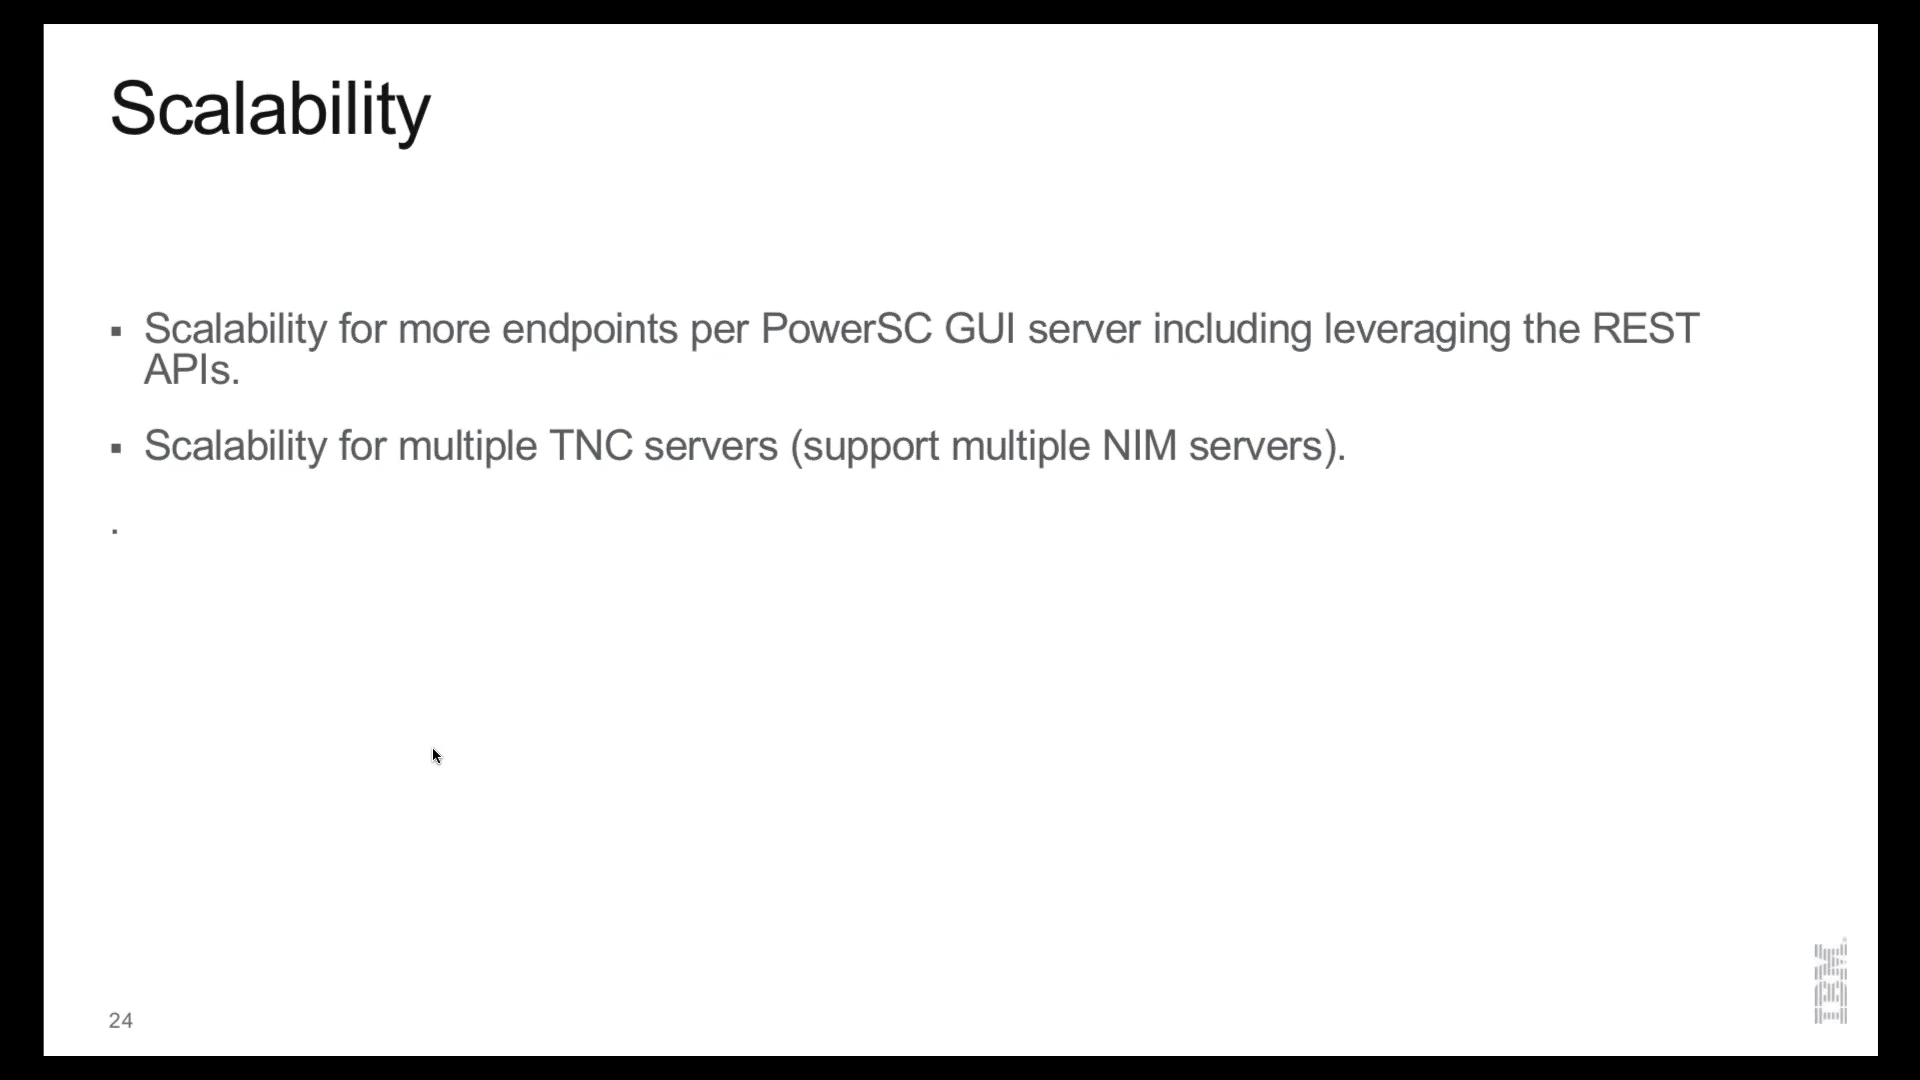 Scalability
▪ Scalability for more endpoints per PowerSC GUI server including leveraging the REST
APIs.
▪ Scalability for multiple TNC servers (support multiple NIM servers).
.
24
IBM